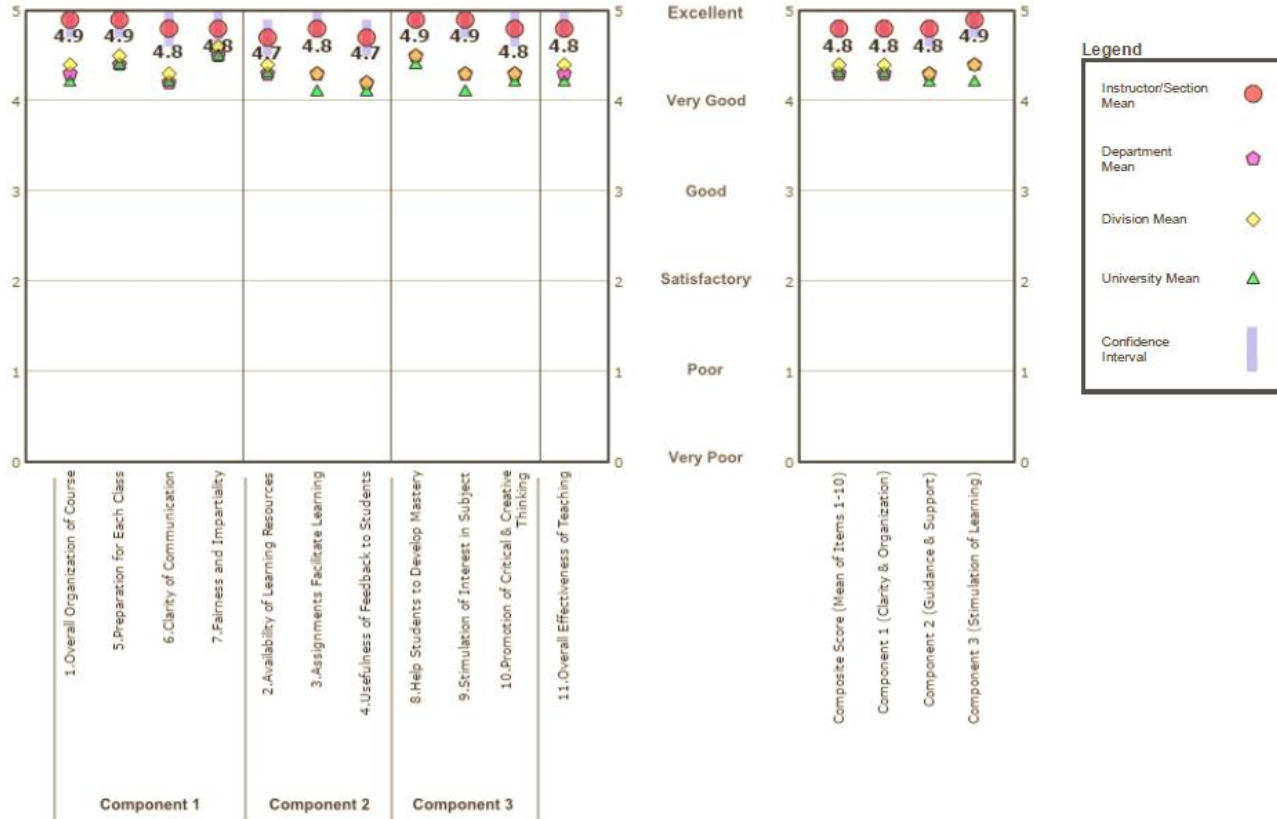 5
4
3
2
1
0
4.9
4.9
4.8
4.8
4.7
4.8
4.7
4.9
4.9
4.8
4.8
5
4
3
2
1
0
Excellent
Very Good
Good
Satisfactory
Poor
Very Poor
5
4
3
2
1
0
4.8
4.8
4.8
4.9
5
4
3
2
1
0
Legend
Instructor/Section
Mean
Department
Mean
Division Mean
University Mean
Confidence
Interval
1.Overall Organization of Course
5.Preparation for Each Class
6.Clarity of Communication
7.Fairness and Impartiality
2.Availability of Learning Resources
3.Assignments Facilitate Learning
4.Usefulness of Feedback to Students
8.Help Students to Develop Mastery
9.Stimulation of Interest in Subject
10.Promotion of Critical & Creative
Thinking
11.Overall Effectiveness of Teaching
Composite Score (Mean of Items 1-10)
Component 1 (Clarity & Organization)
Component 2 (Guidance & Support)
Component 3 (Stimulation of Learning)
Component 1
Component 2
Component 3